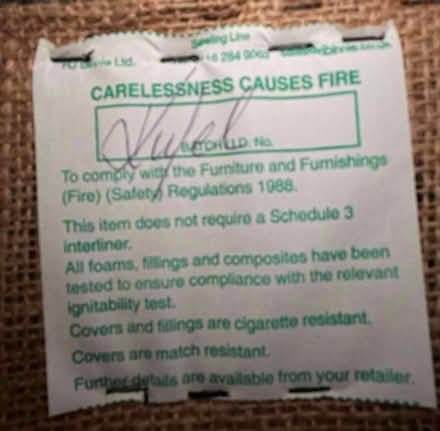 Ltd.
Sewing Line
CARELESSNESS CAUSES FIRE
BATCH I.D. No.
To comply with the Furniture and Furnishings
(Fire) (Safety) Regulations 1988.
This item does not require a Schedule 3
interliner.
All foams, fillings and composites have been
tested to ensure compliance with the relevant
ignitability test.
Covers and fillings are cigarette resistant.
Covers are match resistant.
Further details are available from your retailer.